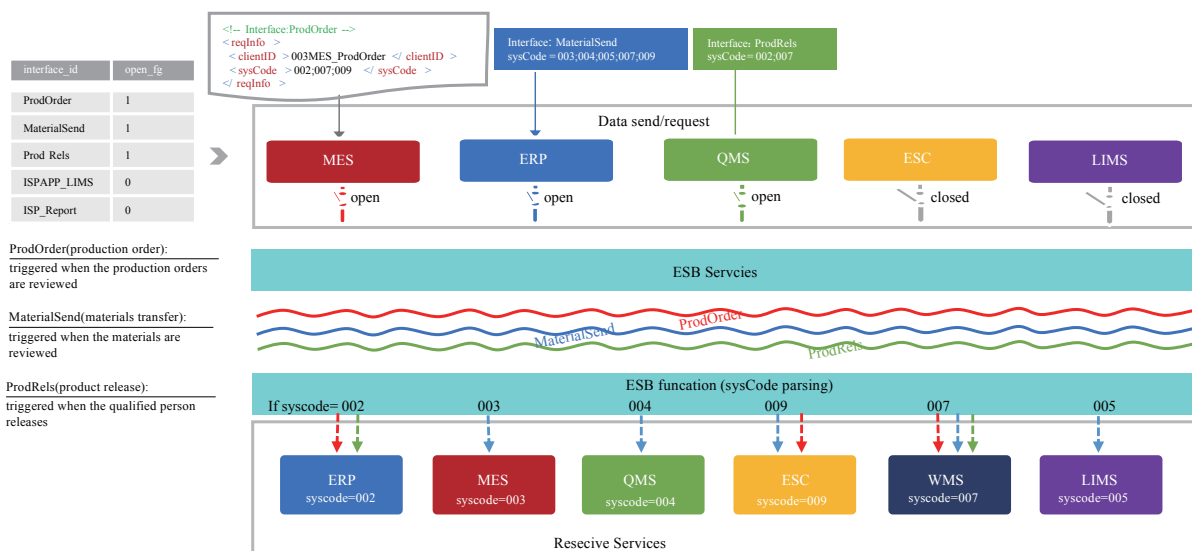 <!-- Interface:ProdOrder -->
< reqInfo >
< clientID > 003MES_ProdOrder </ clientID >
< sysCode > 002;007;009 </ sysCode >
</ reqInfo >
Interface: MaterialSend
sysCode = 003;004;005;007;009
Interface: ProdRels
sysCode = 002;007
interface_id open_fg
ProdOrder 1
MaterialSend 1
Prod Rels 1
ISPAPP_LIMS 0
ISP_Report 0
Data send/request
MES ERP QMS ESC LIMS
open open open closed closed
ProdOrder(production order):
triggered when the production orders
are reviewed
MaterialSend(materials transfer):
triggered when the materials are
reviewed
ProdRels(product release):
triggered when the qualified person
releases
ESB Servcies
ProdOrder
MaterialSend
ProdRels
ESB funcation (sysCode parsing)
If syscode= 002 003 004 009 007 005
ERP MES QMS ESC WMS LIMS
syscode=002 syscode=003 syscode=004 syscode=009 syscode=007 syscode=005
Resecive Services